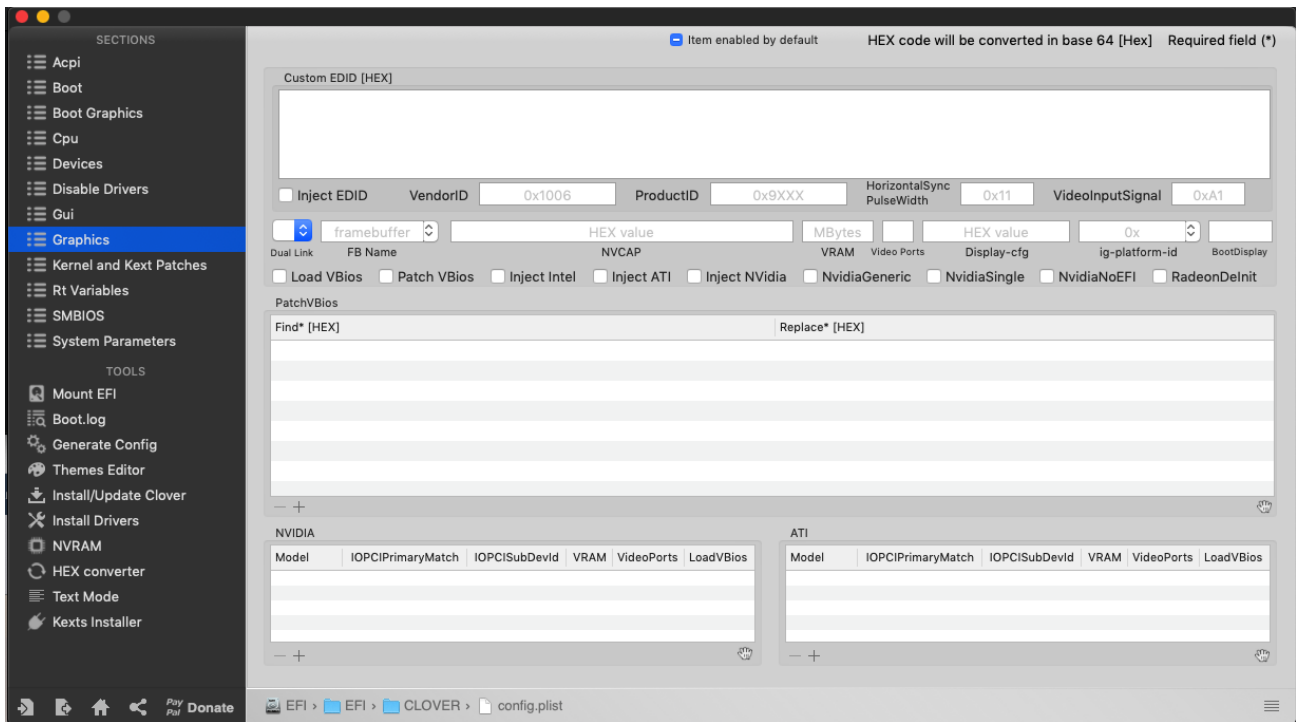 SECTIONS
Acpi
Boot
Boot Graphics
Cpu
Devices
Disable Drivers
Gui
Graphics
Kernel and Kext Patches
Rt Variables
SMBIOS
System Parameters
TOOLS
Mount EFI
Boot.log
Generate Config
Themes Editor
Install/Update Clover
Install Drivers
NVRAM
HEX converter
Text Mode
Kexts Installer
Pay Pal Donate
Item enabled by default HEX code will be converted in base 64 [Hex] Required field (*)
Custom EDID [HEX]
Inject EDID VendorID 0x1006 ProductID 0x9XXX HorizontalSync PulseWidth 0x11 VideoInputSignal 0xA1
framebuffer HEX value MBytes HEX value 0x
Dual Link FB Name NVCAP VRAM Video Ports Display-cfg ig-platform-id BootDisplay
Load VBios Patch VBios Inject Intel Inject ATI Inject NVidia NvidiaGeneric NvidiaSingle NvidiaNoEFI RadeonDeInit
PatchVBios
Find* [HEX] Replace* [HEX]
NVIDIA
Model IOPCIPrimaryMatch IOPCISubDevId VRAM VideoPorts LoadVBios
ATI
Model IOPCIPrimaryMatch IOPCISubDevId VRAM VideoPorts LoadVBios
EFI › EFI › CLOVER › config.plist